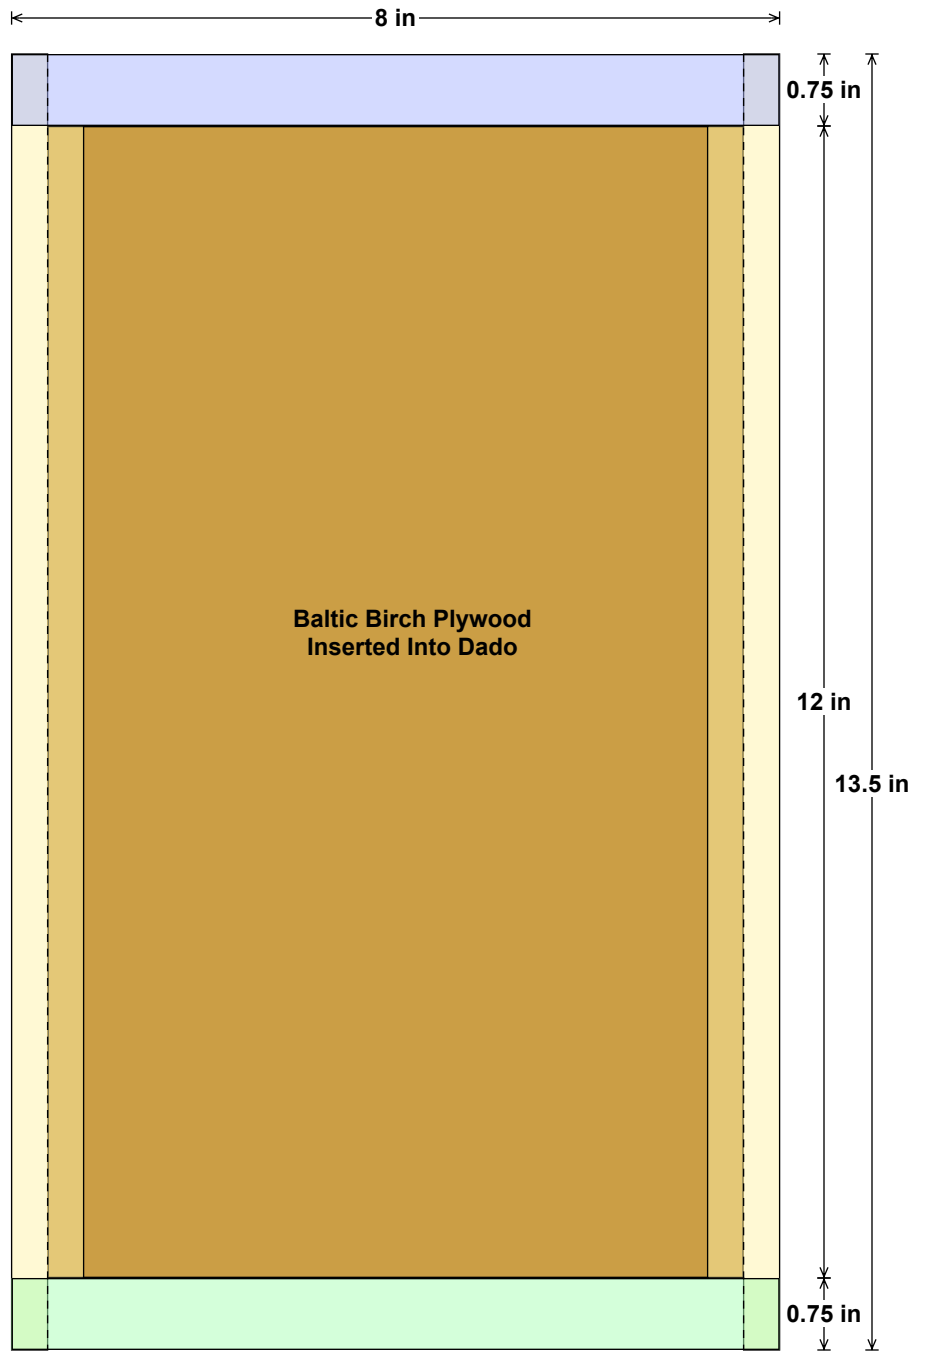 8 in
0.75 in
Baltic Birch Plywood
Inserted Into Dado
12 in
13.5 in
0.75 in